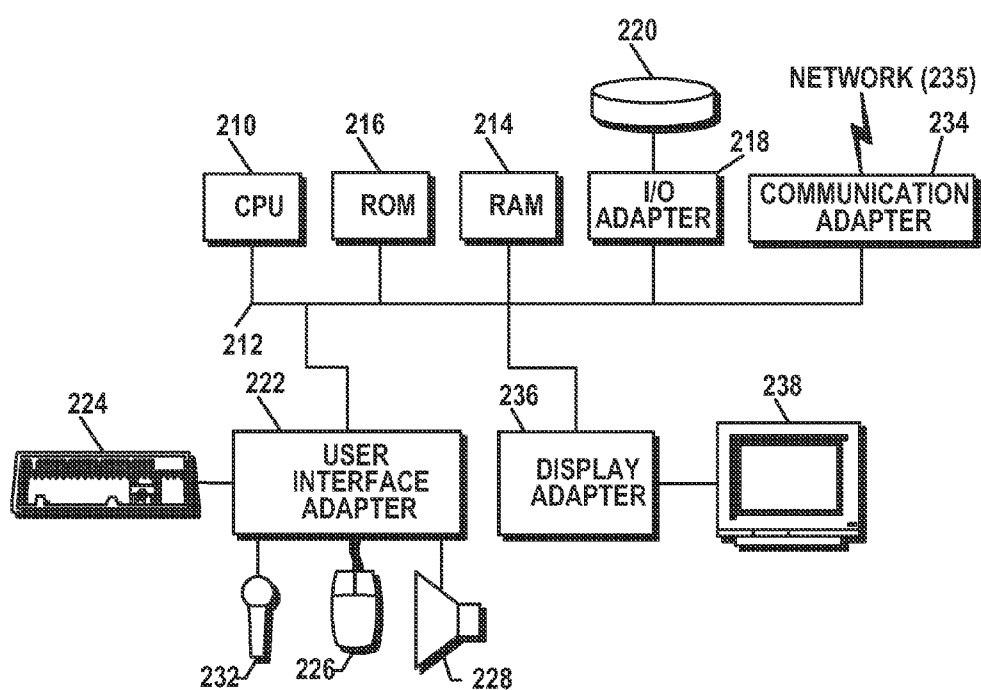 220
NETWORK (235)
210
216
214
218
234
CPU
ROM
RAM
I/O
ADAPTER
COMMUNICATION
ADAPTER
212
222
224
236
238
USER
INTERFACE
ADAPTER
DISPLAY
ADAPTER
232
226
228